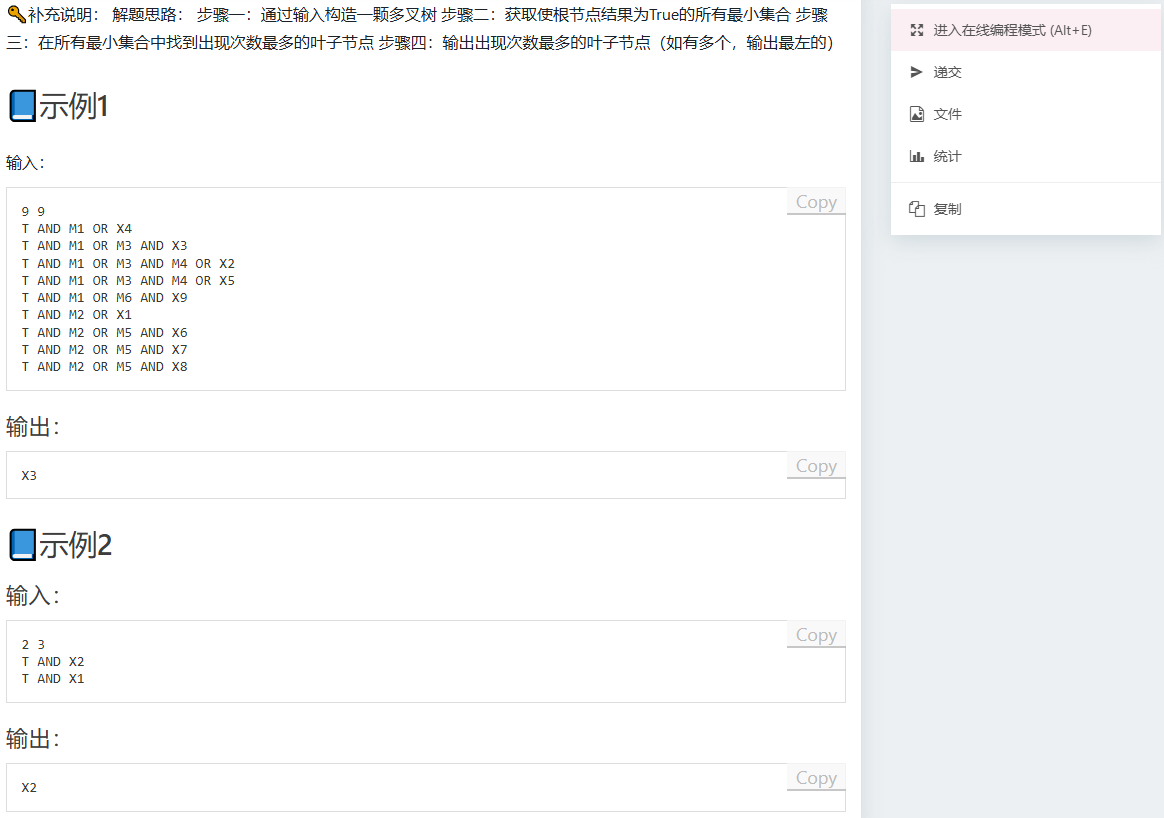 🔑补充说明： 解题思路： 步骤一：通过输入构造一颗多叉树 步骤二：获取使根节点结果为True的所有最小集合 步骤
三：在所有最小集合中找到出现次数最多的叶子节点 步骤四：输出出现次数最多的叶子节点（如有多个，输出最左的）
📘示例1
输入：
Copy
9 9
T AND M1 OR X4
T AND M1 OR M3 AND X3
T AND M1 OR M3 AND M4 OR X2
T AND M1 OR M3 AND M4 OR X5
T AND M1 OR M6 AND X9
T AND M2 OR X1
T AND M2 OR M5 AND X6
T AND M2 OR M5 AND X7
T AND M2 OR M5 AND X8
输出：
Copy
X3
📘示例2
输入：
Copy
2 3
T AND X2
T AND X1
输出：
Copy
X2
进入在线编程模式 (Alt+E)
递交
文件
统计
复制